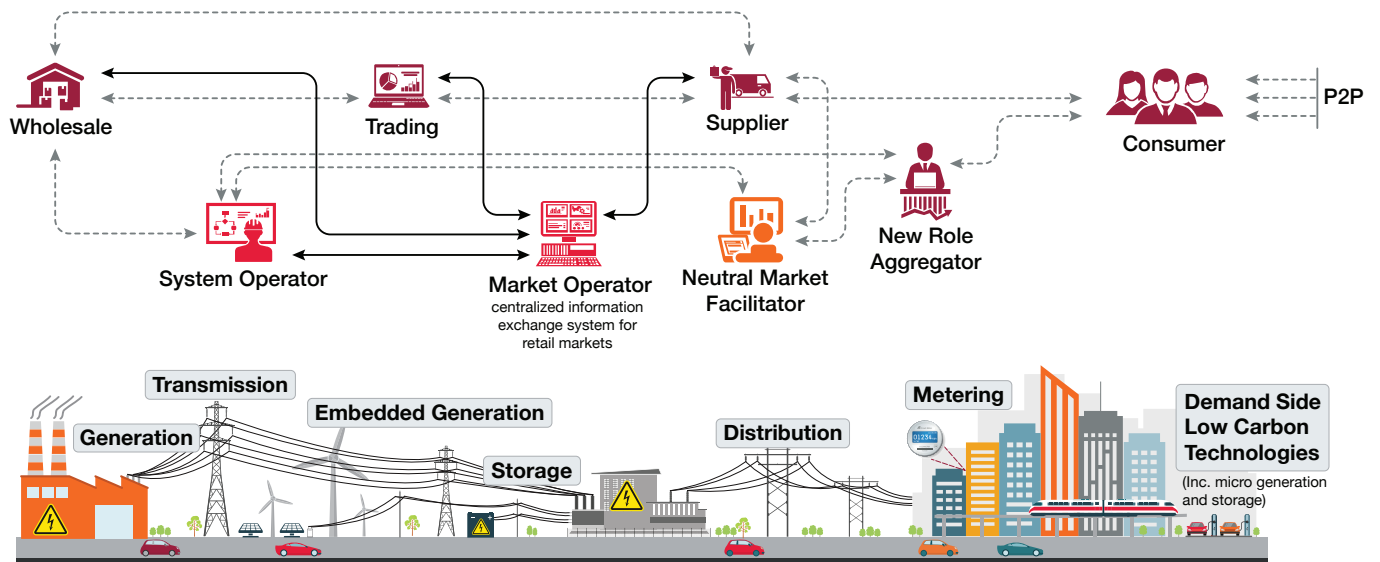 Wholesale
Trading
Supplier
Consumer
P2P
System Operator
Market Operator
centralized information
exchange system for
retail markets
Neutral Market
Facilitator
New Role
Aggregator
Transmission
Generation
Embedded Generation
Storage
Distribution
Metering
01234
Demand Side
Low Carbon
Technologies
(Inc. micro generation
and storage)